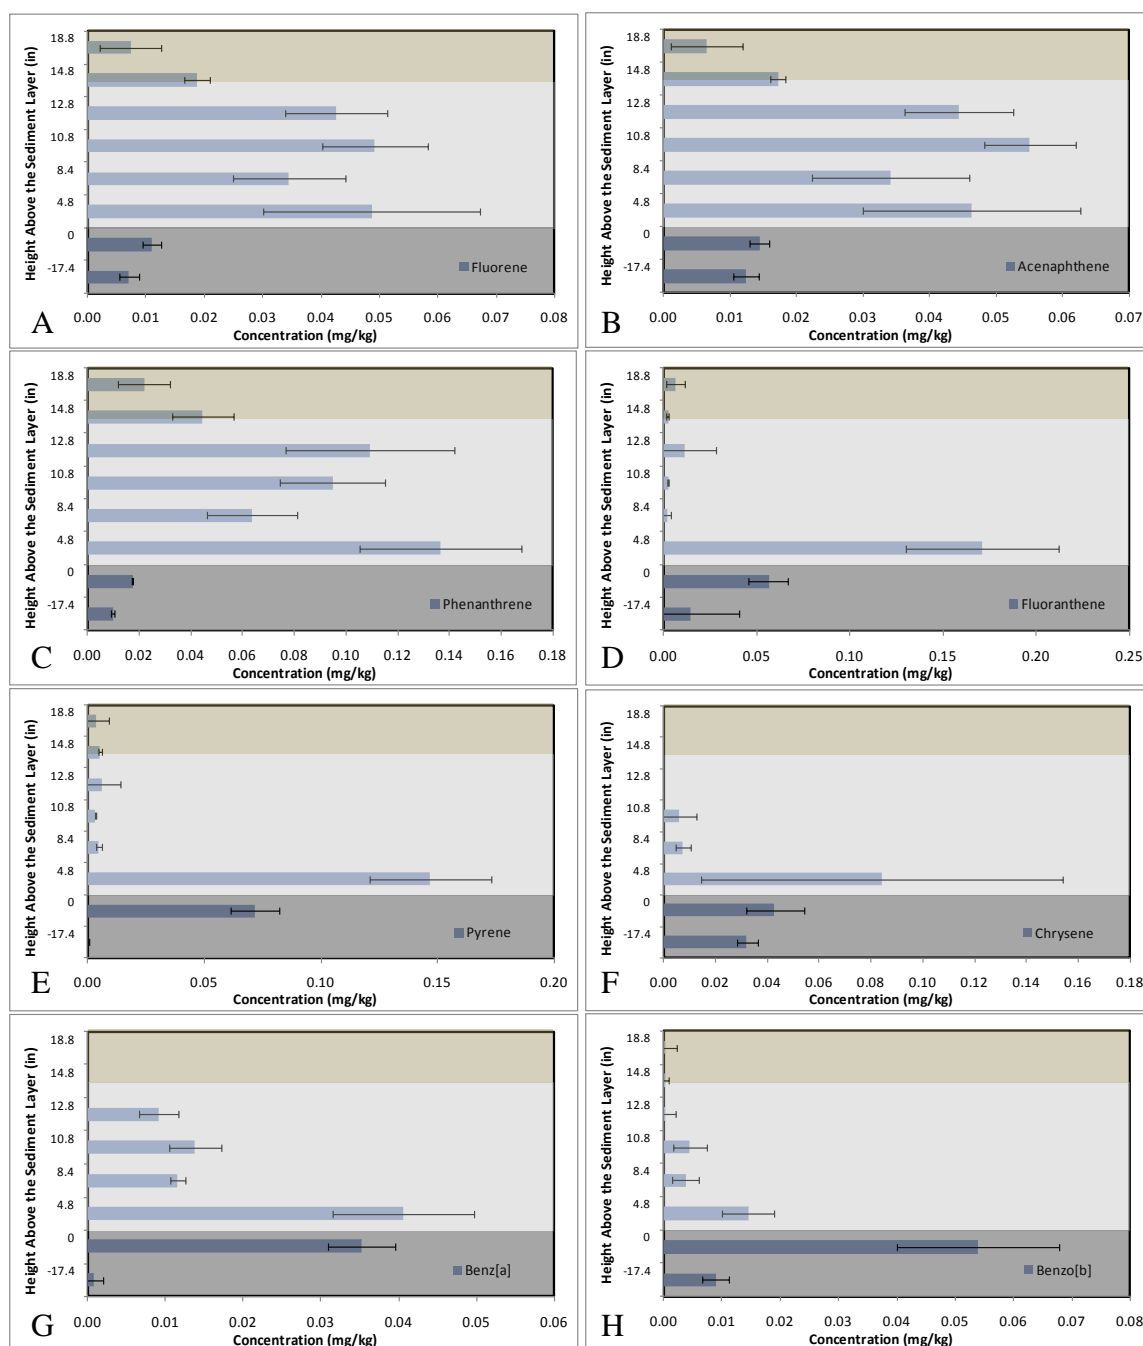 Height Above the Sediment Layer (in)
18.8
14.8
12.8
10.8
8.4
4.8
0
-17.4
Fluorene
A
0.00 0.01 0.02 0.03 0.04 0.05 0.06 0.07 0.08
Concentration (mg/kg)
Height Above the Sediment Layer (in)
18.8
14.8
12.8
10.8
8.4
4.8
0
-17.4
Acenaphthene
B
0.00 0.01 0.02 0.03 0.04 0.05 0.06 0.07
Concentration (mg/kg)
Height Above the Sediment Layer (in)
18.8
14.8
12.8
10.8
8.4
4.8
0
-17.4
Phenanthrene
C
0.00 0.02 0.04 0.06 0.08 0.10 0.12 0.14 0.16 0.18
Concentration (mg/kg)
Height Above the Sediment Layer (in)
18.8
14.8
12.8
10.8
8.4
4.8
0
-17.4
Fluoranthene
D
0.00 0.05 0.10 0.15 0.20 0.25
Concentration (mg/kg)
Height Above the Sediment Layer (in)
18.8
14.8
12.8
10.8
8.4
4.8
0
-17.4
Pyrene
E
0.00 0.05 0.10 0.15 0.20
Concentration (mg/kg)
Height Above the Sediment Layer (in)
18.8
14.8
12.8
10.8
8.4
4.8
0
-17.4
Chrysene
F
0.00 0.02 0.04 0.06 0.08 0.10 0.12 0.14 0.16 0.18
Concentration (mg/kg)
Height Above the Sediment Layer (in)
18.8
14.8
12.8
10.8
8.4
4.8
0
-17.4
Benz[a]
G
0.00 0.01 0.02 0.03 0.04 0.05 0.06
Concentration (mg/kg)
Height Above the Sediment Layer (in)
18.8
14.8
12.8
10.8
8.4
4.8
0
-17.4
Benzo[b]
H
0.00 0.01 0.02 0.03 0.04 0.05 0.06 0.07 0.08
Concentration (mg/kg)